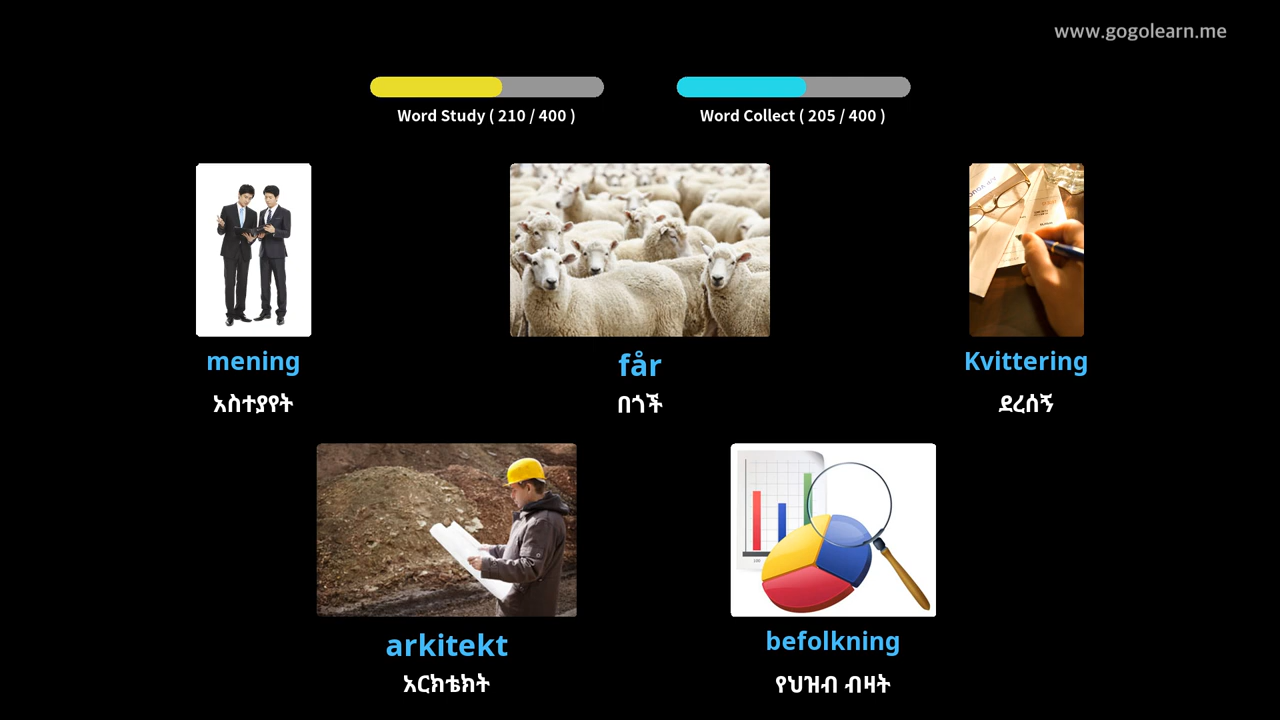 www.gogolearn.me
Word Study ( 210 / 400 )
Word Collect ( 205 / 400 )
mening
får
Kvittering
አስተያየት
በጎች
ደረሰኝ
arkitekt
befolkning
አርክቴክት
የህዝብ ብዛት